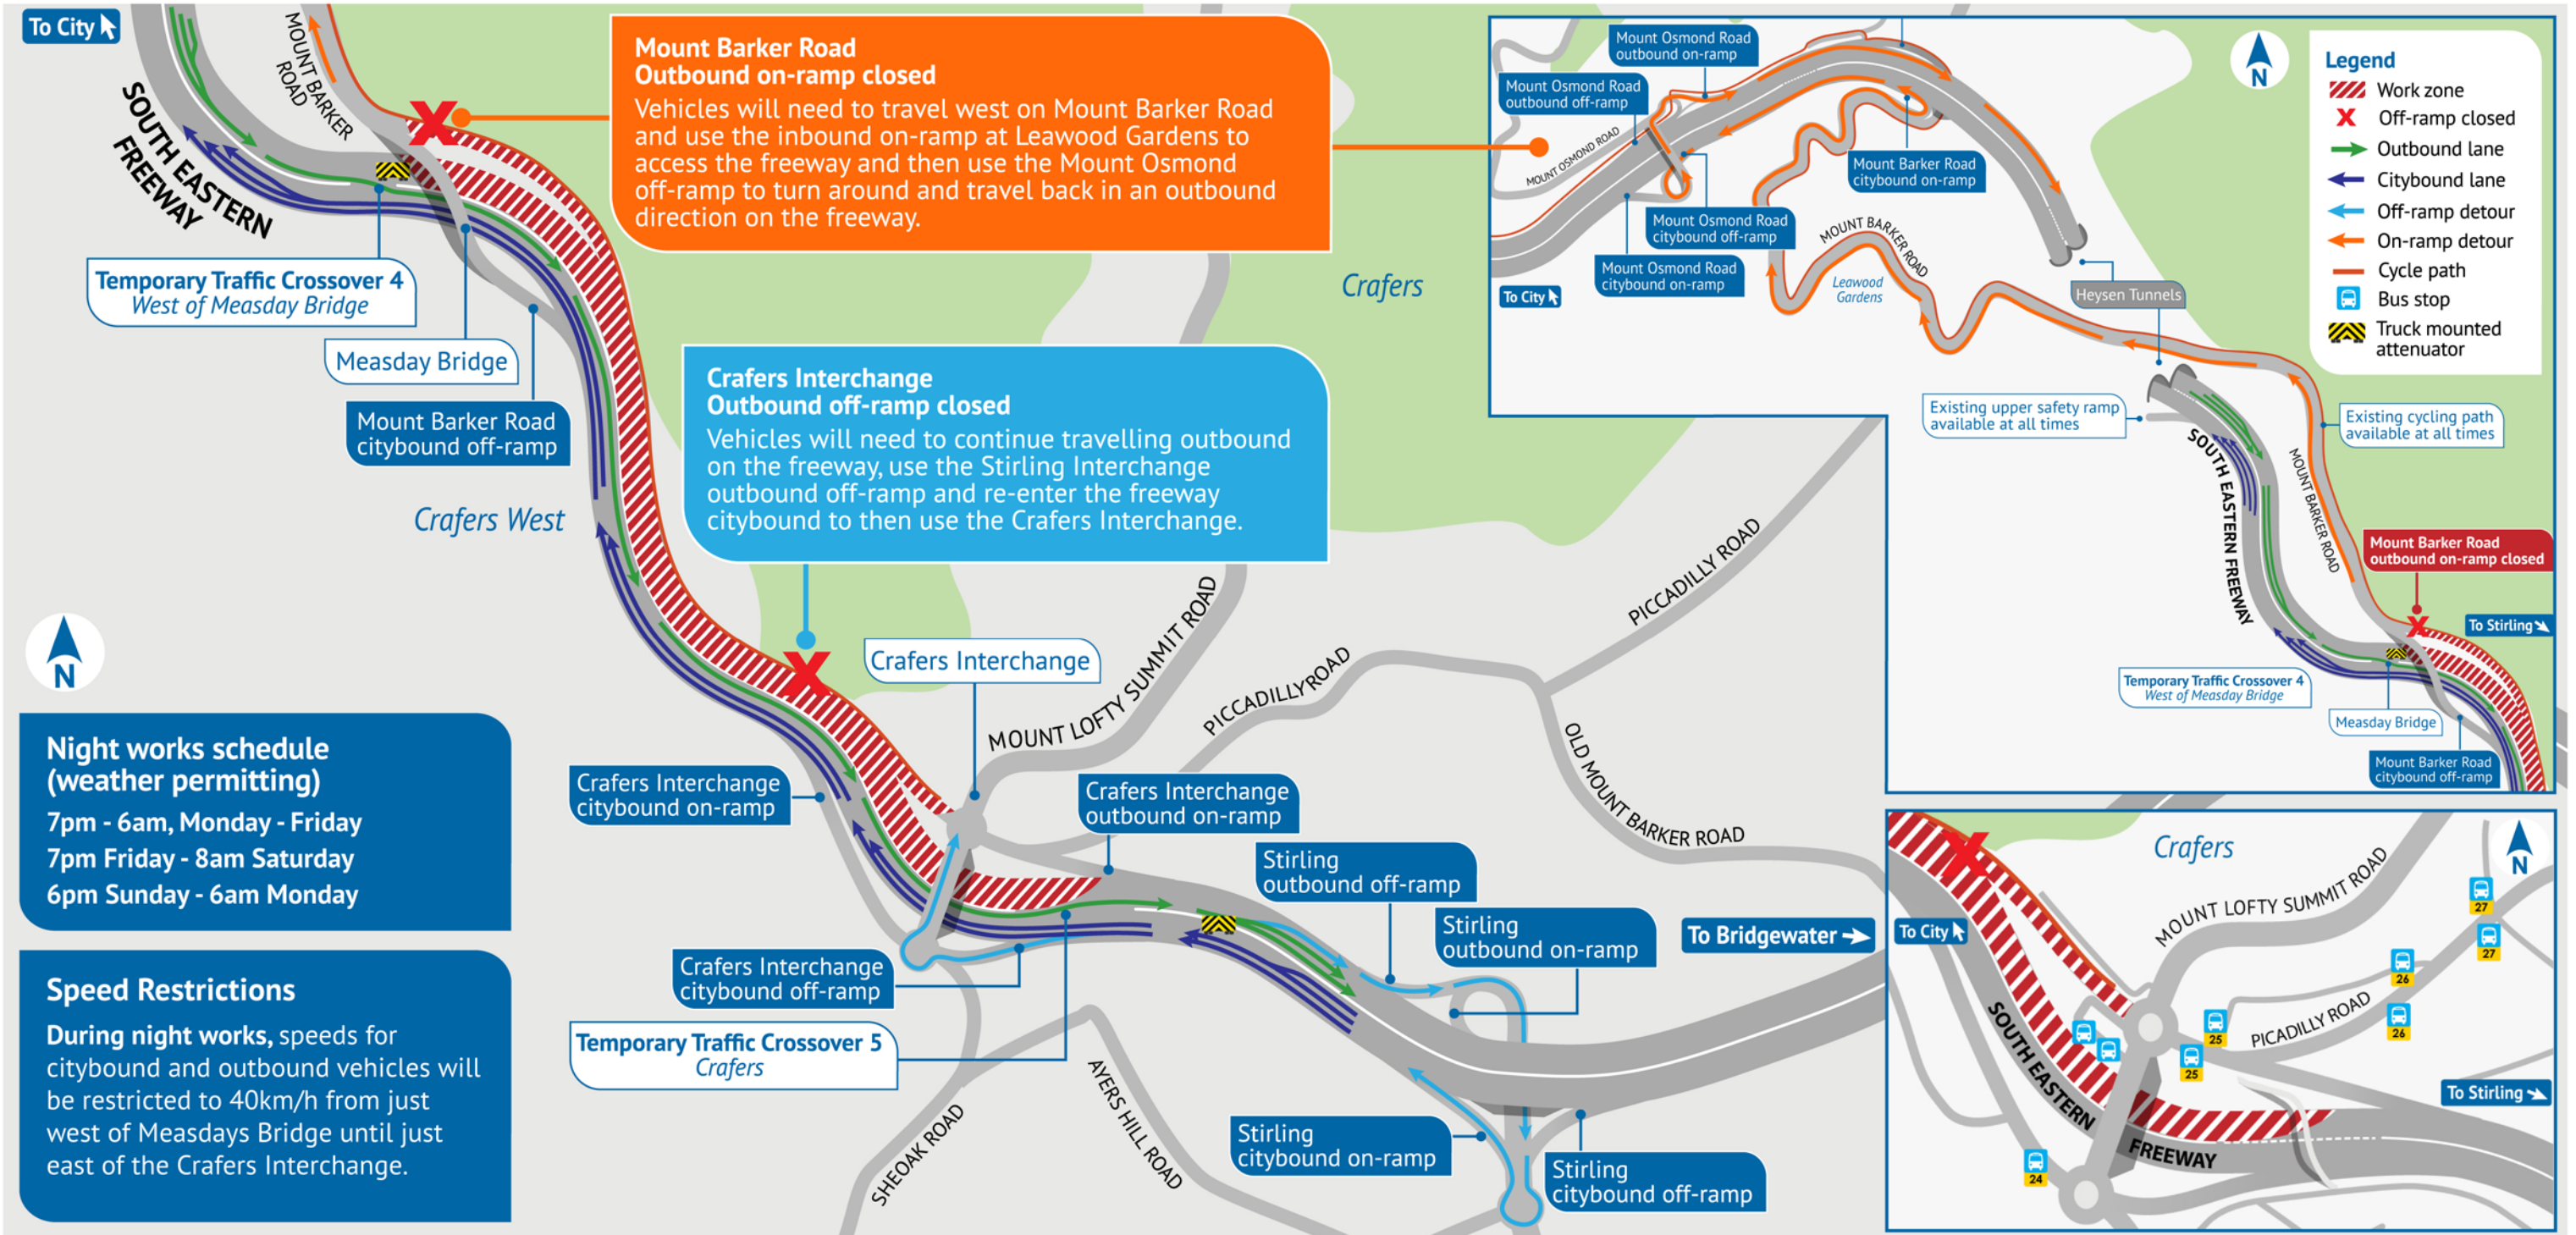 To City
MOUNT BARKER
ROAD
SOUTH EASTERN
FREEWAY
Mount Barker Road
Outbound on-ramp closed
Vehicles will need to travel west on Mount Barker Road
and use the inbound on-ramp at Leawood Gardens to
access the freeway and then use the Mount Osmond
off-ramp to turn around and travel back in an outbound
direction on the freeway.
Temporary Traffic Crossover 4
West of Measday Bridge
Measday Bridge
Mount Barker Road
citybound off-ramp
Crafers West
Crafers
Crafers Interchange
Outbound off-ramp closed
Vehicles will need to continue travelling outbound
on the freeway, use the Stirling Interchange
outbound off-ramp and re-enter the freeway
citybound to then use the Crafers Interchange.
N
Night works schedule
(weather permitting)
7pm - 6am, Monday - Friday
7pm Friday - 8am Saturday
6pm Sunday - 6am Monday
Speed Restrictions
During night works, speeds for
citybound and outbound vehicles will
be restricted to 40km/h from just
west of Measdays Bridge until just
east of the Crafers Interchange.
Crafers Interchange
MOUNT LOFTY SUMMIT ROAD
PICCADILLY ROAD
PICCADILLY ROAD
OLD MOUNT BARKER ROAD
Crafers Interchange
citybound on-ramp
Crafers Interchange
outbound on-ramp
Stirling
outbound off-ramp
Stirling
outbound on-ramp
To Bridgewater
Crafers Interchange
citybound off-ramp
Temporary Traffic Crossover 5
Crafers
SHEOAK ROAD
AYERS HILL ROAD
Stirling
citybound on-ramp
Stirling
citybound off-ramp
Mount Osmond Road
outbound on-ramp
Mount Osmond Road
outbound off-ramp
MOUNT OSMOND ROAD
Mount Barker Road
citybound on-ramp
Mount Osmond Road
citybound off-ramp
Mount Osmond Road
citybound on-ramp
To City
MOUNT BARKER ROAD
Leawood
Gardens
Heysen Tunnels
N
Legend
Work zone
Off-ramp closed
Outbound lane
Citybound lane
Off-ramp detour
On-ramp detour
Cycle path
Bus stop
Truck mounted
attenuator
Existing upper safety ramp
available at all times
Existing cycling path
available at all times
SOUTH EASTERN FREEWAY
MOUNT BARKER ROAD
Mount Barker Road
outbound on-ramp closed
To Stirling
Temporary Traffic Crossover 4
West of Measday Bridge
Measday Bridge
Mount Barker Road
citybound off-ramp
Crafers
N
To City
MOUNT LOFTY SUMMIT ROAD
27
27
26
26
25
25
PICADILLY ROAD
To Stirling
SOUTH EASTERN
FREEWAY
24